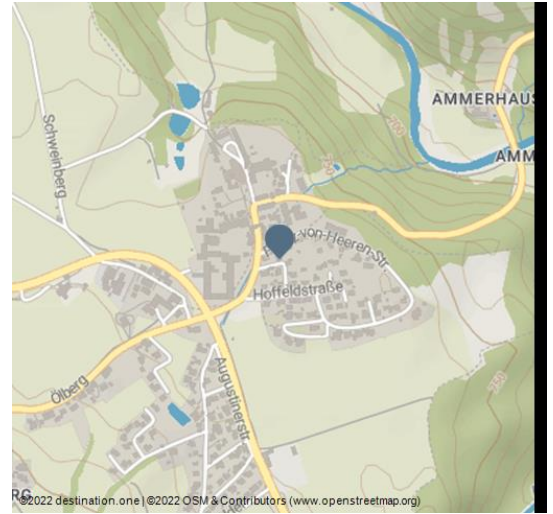 AMMERHAUS
AMM
Schweinberg
-von-Heeren-Str.
Hoffeldstraße
Ölberg
Augustinerstr.
RG
©2022 destination.one | ©2022 OSM & Contributors (www.openstreetmap.org)
700
750
750